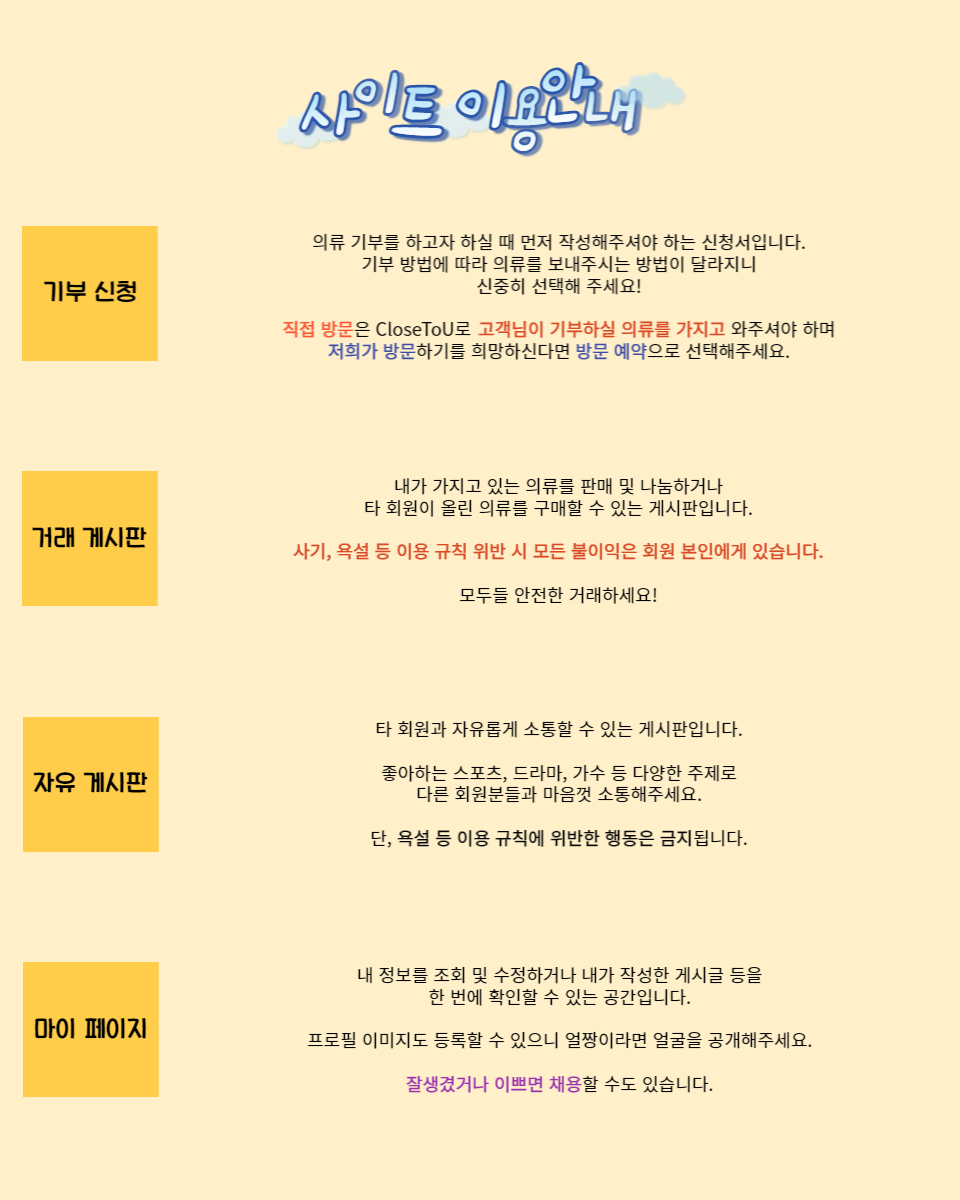 사이트 이용안내
기부 신청
의류 기부를 하고자 하실 때 먼저 작성해주셔야 하는 신청서입니다.
기부 방법에 따라 의류를 보내주시는 방법이 달라지니
신중히 선택해 주세요!
직접 방문은 CloseToU로 고객님이 기부하실 의류를 가지고 와주셔야 하며
저희가 방문하기를 희망하신다면 방문 예약으로 선택해주세요.
거래 게시판
내가 가지고 있는 의류를 판매 및 나눔하거나
타 회원이 올린 의류를 구매할 수 있는 게시판입니다.
사기, 욕설 등 이용 규칙 위반 시 모든 불이익은 회원 본인에게 있습니다.
모두들 안전한 거래하세요!
자유 게시판
타 회원과 자유롭게 소통할 수 있는 게시판입니다.
좋아하는 스포츠, 드라마, 가수 등 다양한 주제로
다른 회원분들과 마음껏 소통해주세요.
단, 욕설 등 이용 규칙에 위반한 행동은 금지됩니다.
마이 페이지
내 정보를 조회 및 수정하거나 내가 작성한 게시글 등을
한 번에 확인할 수 있는 공간입니다.
프로필 이미지도 등록할 수 있으니 얼짱이라면 얼굴을 공개해주세요.
잘생겼거나 이쁘면 채용할 수도 있습니다.